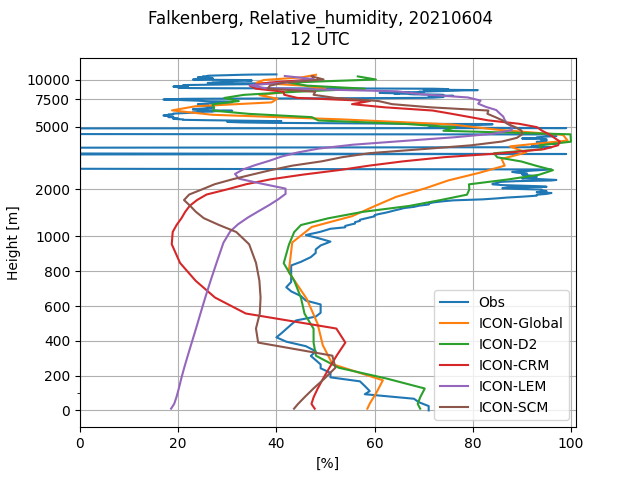 Falkenberg, Relative_humidity, 20210604
12 UTC
Height [m]
10000
7500
5000
2000
1000
800
600
400
200
0
0 20 40 60 80 100
[%]
Obs
ICON-Global
ICON-D2
ICON-CRM
ICON-LEM
ICON-SCM